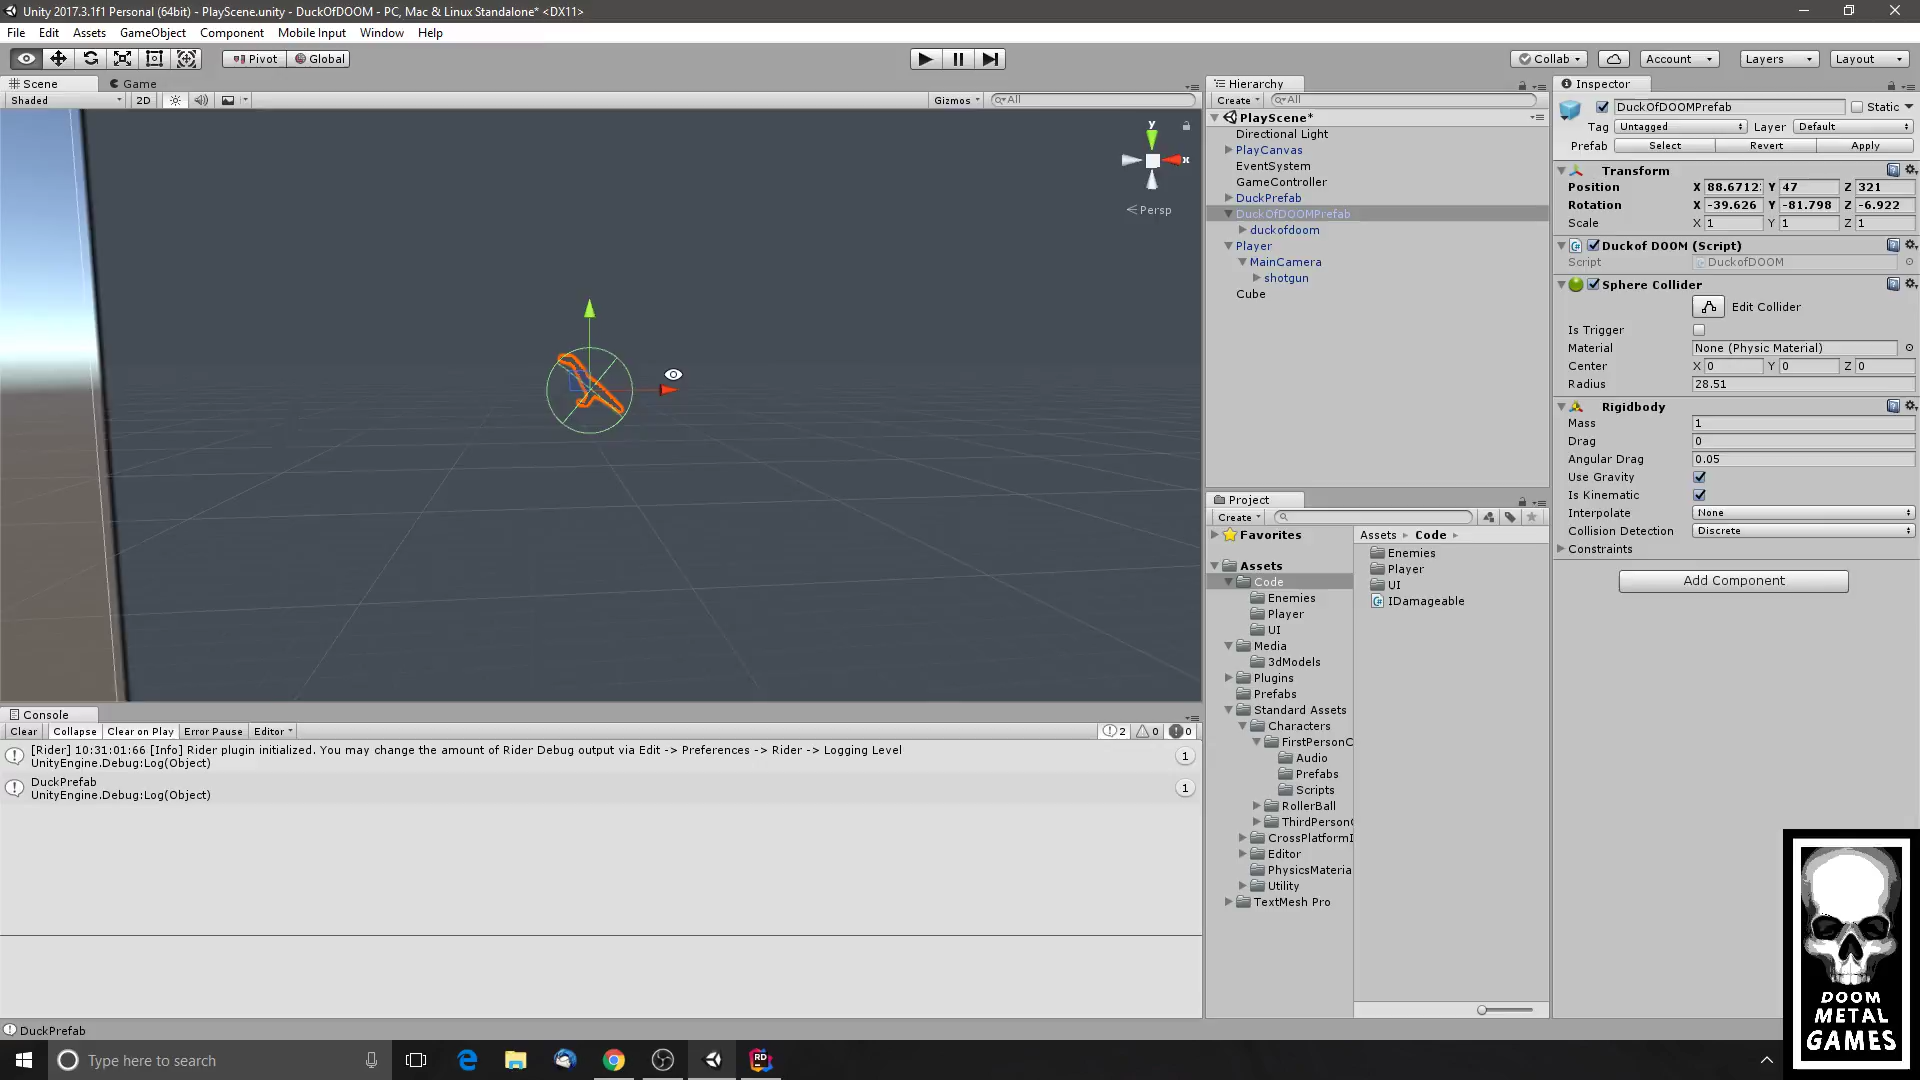 Unity 2017.3.1f1 Personal (64bit) - PlayScene.unity - DuckOfDOOM - PC, Mac & Linux Standalone* <DX11>
File Edit Assets GameObject Component Mobile Input Window Help
Pivot Global Collab Account Layers Layout
Scene Game
Shaded 2D Gizmos All
y
x
Persp
Hierarchy
Create All
PlayScene*
Directional Light
PlayCanvas
EventSystem
GameController
DuckPrefab
DuckOfDOOMPrefab
duckofdoom
Player
MainCamera
shotgun
Cube
Inspector
DuckOfDOOMPrefab Static
Tag Untagged Layer Default
Prefab Select Revert Apply
Transform
Position X 88.6712 Y 47 Z 321
Rotation X -39.626 Y -81.798 Z -6.922
Scale X 1 Y 1 Z 1
Duckof DOOM (Script)
Script DuckofDOOM
Sphere Collider
Edit Collider
Is Trigger
Material None (Physic Material)
Center X 0 Y 0 Z 0
Radius 28.51
Rigidbody
Mass 1
Drag 0
Angular Drag 0.05
Use Gravity
Is Kinematic
Interpolate None
Collision Detection Discrete
Constraints
Add Component
Project
Create
Favorites
Assets
Code
Enemies
Player
UI
Media
3dModels
Plugins
Prefabs
Standard Assets
Characters
FirstPersonC
Audio
Prefabs
Scripts
RollerBall
ThirdPersonC
CrossPlatformI
Editor
PhysicsMateria
Utility
TextMesh Pro
Assets Code
Enemies
Player
UI
IDamageable
Console
Clear Collapse Clear on Play Error Pause Editor 2 0 0
[Rider] 10:31:01:66 [Info] Rider plugin initialized. You may change the amount of Rider Debug output via Edit -> Preferences -> Rider -> Logging Level
UnityEngine.Debug:Log(Object)
1
DuckPrefab
UnityEngine.Debug:Log(Object)
1
DuckPrefab
DOOM
METAL
GAMES
Type here to search
RD